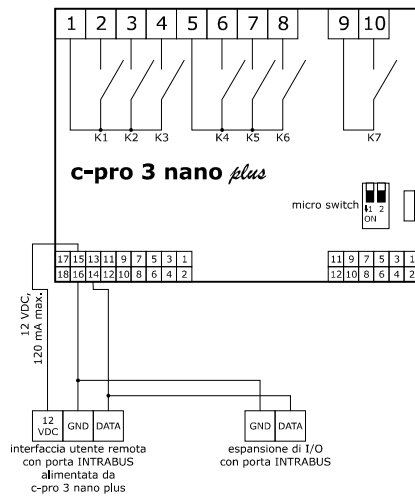 1 2 3 4 5 6 7 8 9 10
K1 K2 K3 K4 K5 K6 K7
c-pro 3 nano plus
micro switch
1 2
ON
17 15 13 11 9 7 5 3 1
18 16 14 12 10 8 6 4 2
11 9 7 5 3 1
12 10 8 6 4 2
12 VDC,
120 mA max.
12 VDC GND DATA
GND DATA
interfaccia utente remota
con porta INTRABUS
alimentata da
c-pro 3 nano plus
espansione di I/O
con porta INTRABUS